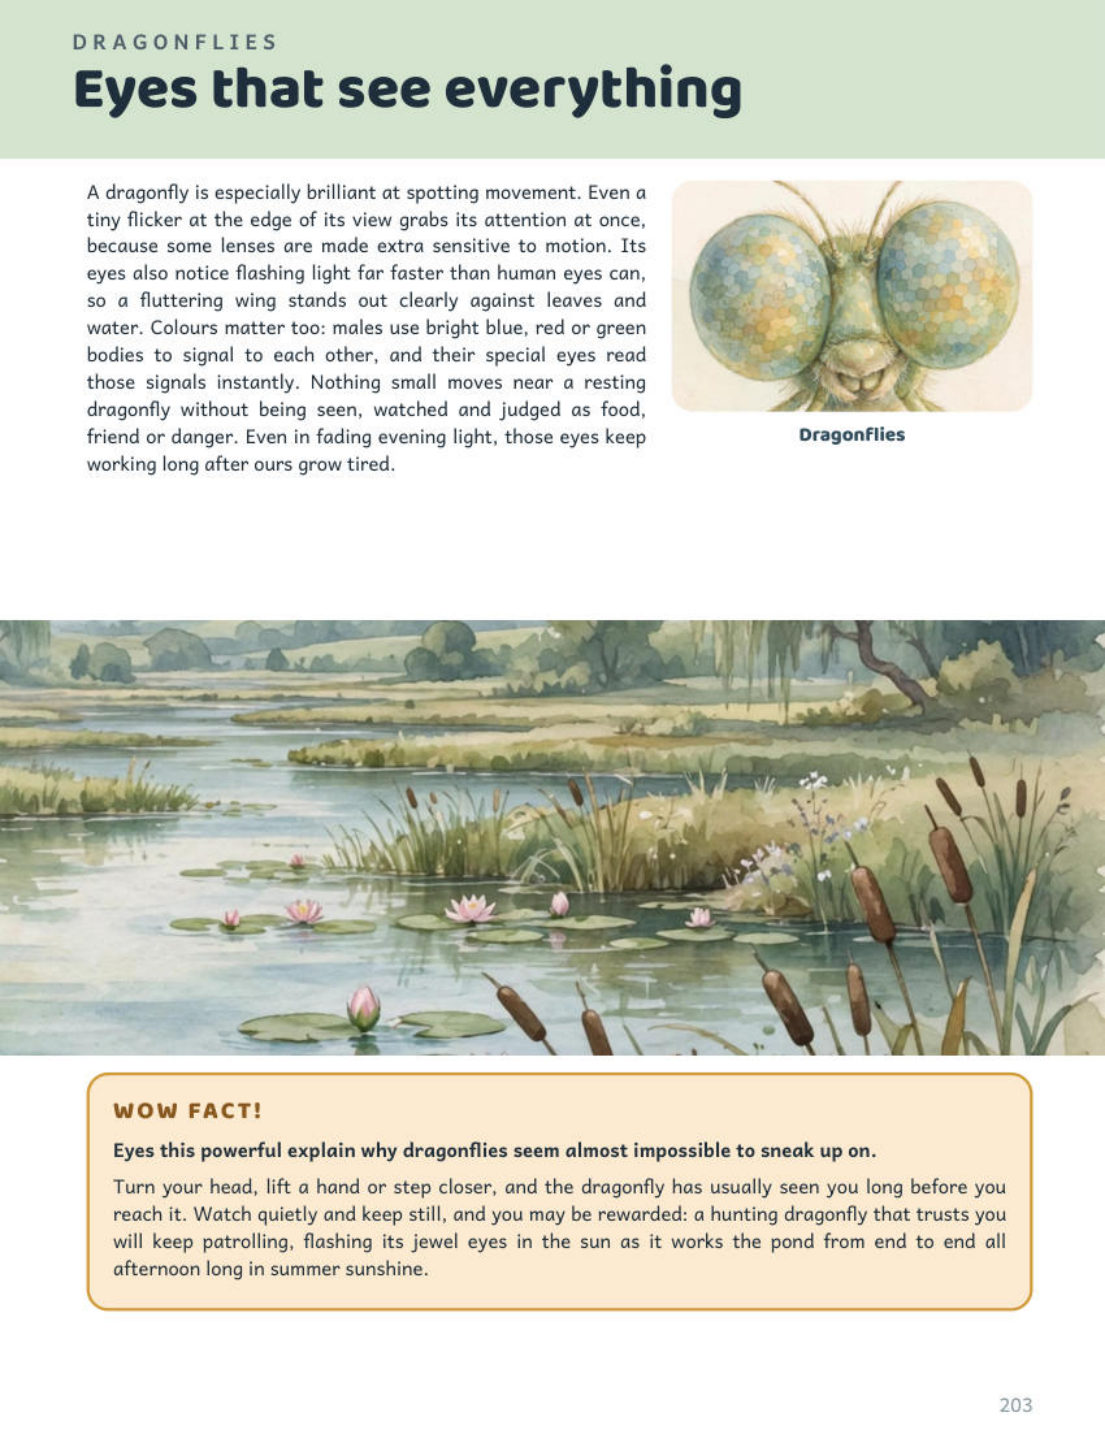 DRAGONFLIES
Eyes that see everything
A dragonfly is especially brilliant at spotting movement. Even a
tiny flicker at the edge of its view grabs its attention at once,
because some lenses are made extra sensitive to motion. Its
eyes also notice flashing light far faster than human eyes can,
so a fluttering wing stands out clearly against leaves and
water. Colours matter too: males use bright blue, red or green
bodies to signal to each other, and their special eyes read
those signals instantly. Nothing small moves near a resting
dragonfly without being seen, watched and judged as food,
friend or danger. Even in fading evening light, those eyes keep
working long after ours grow tired.
Dragonflies
WOW FACT!
Eyes this powerful explain why dragonflies seem almost impossible to sneak up on.
Turn your head, lift a hand or step closer, and the dragonfly has usually seen you long before you
reach it. Watch quietly and keep still, and you may be rewarded: a hunting dragonfly that trusts you
will keep patrolling, flashing its jewel eyes in the sun as it works the pond from end to end all
afternoon long in summer sunshine.
203